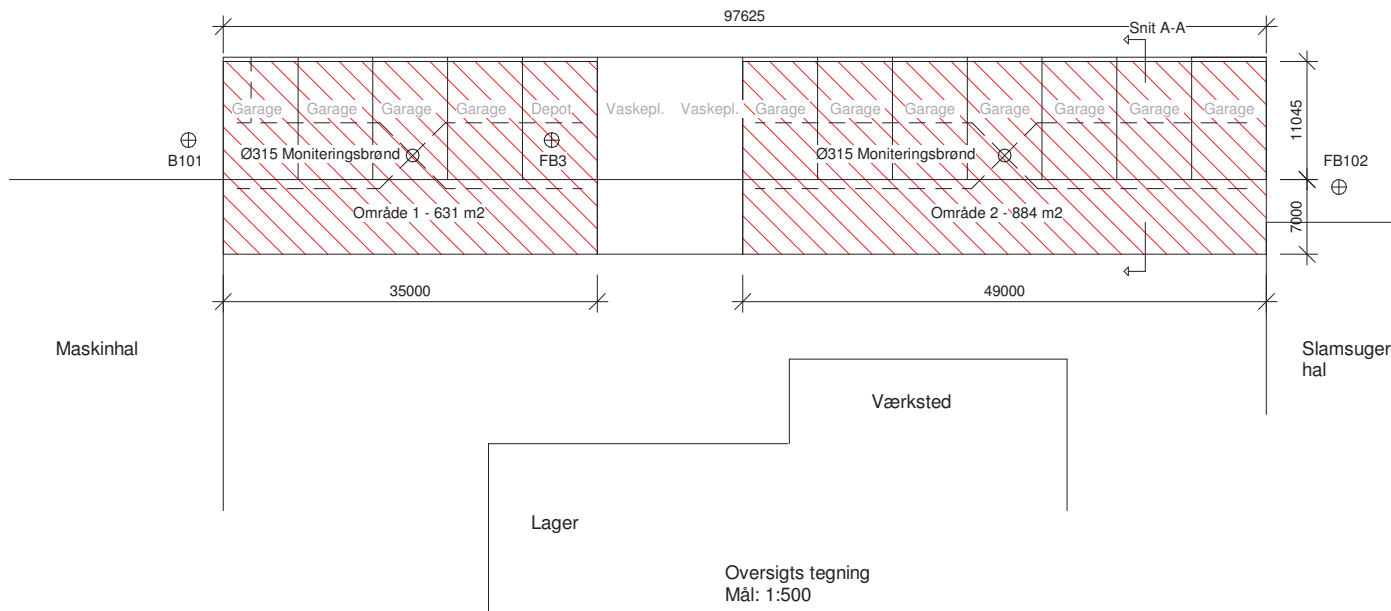 97625
Snit A-A
Garage Garage Garage Garage Depot Vaskepl. Vaskepl. Garage Garage Garage Garage Garage Garage Garage
11045
B101
Ø315 Moniteringsbrønd
FB3
Ø315 Moniteringsbrønd
FB102
Område 1 - 631 m2
Område 2 - 884 m2
7000
35000
49000
Maskinhal
Slamsuger
hal
Værksted
Lager
Oversigts tegning
Mål: 1:500